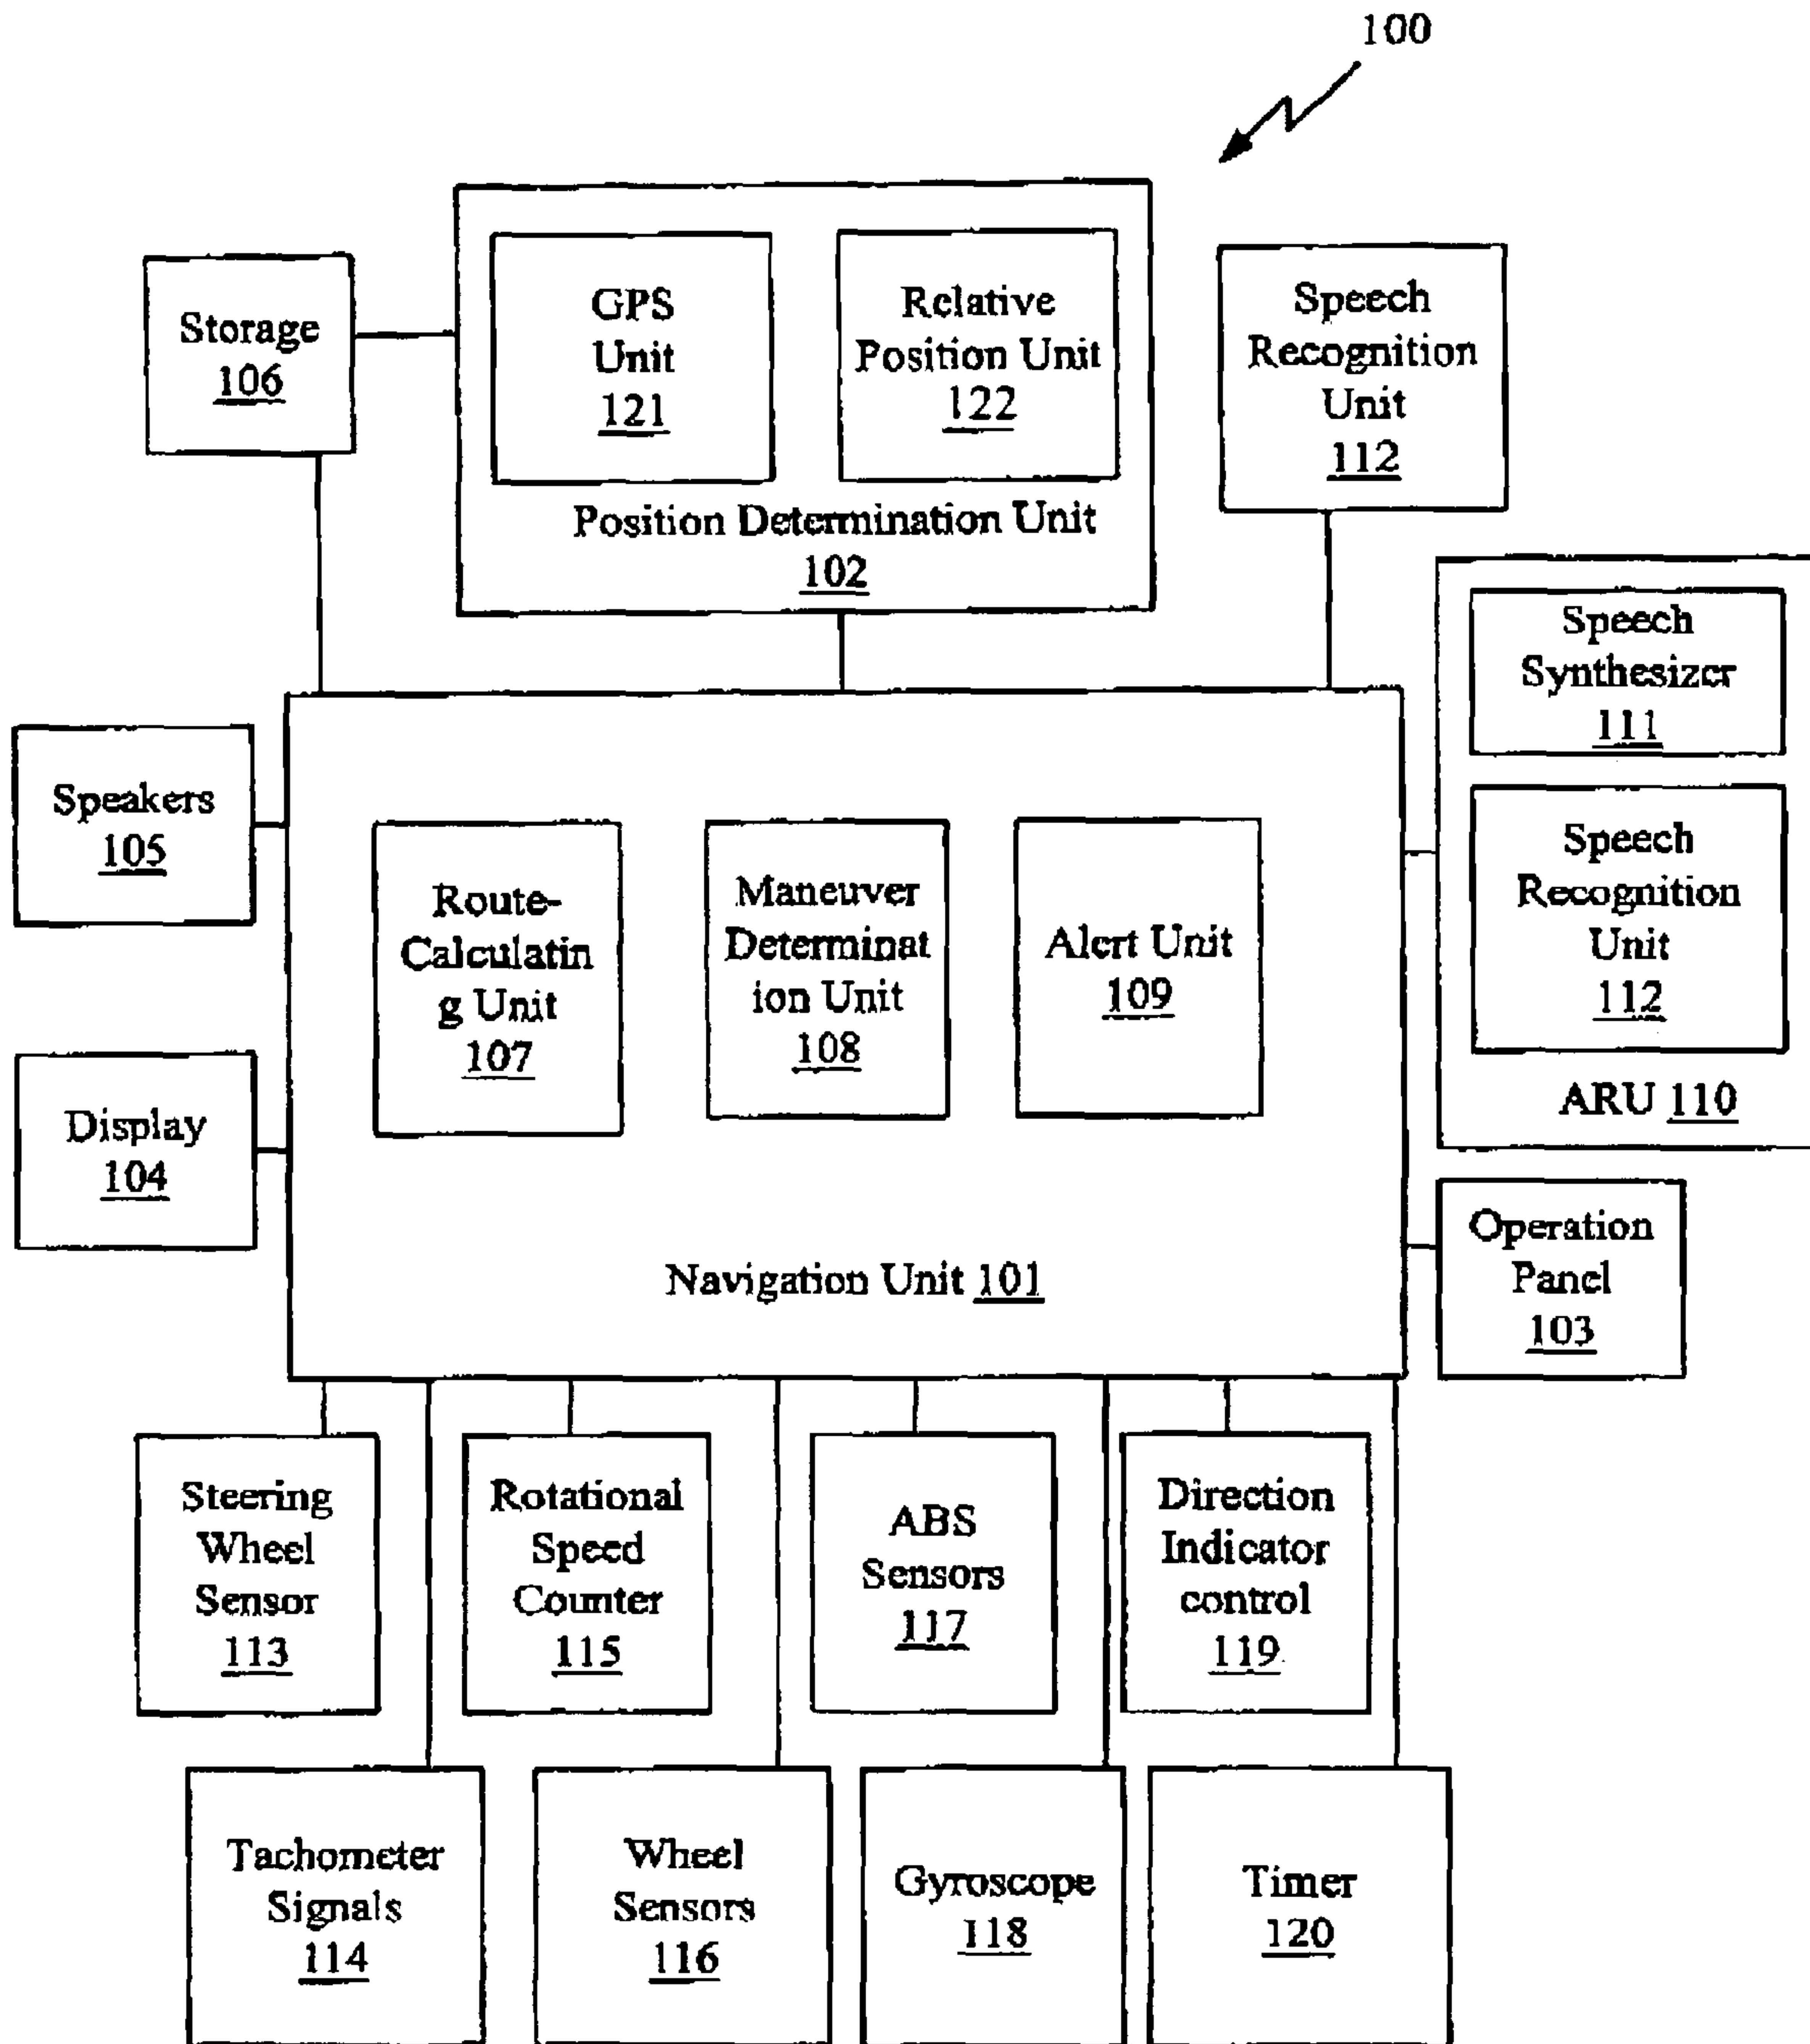 100
Storage
106
GPS
Unit
121
Relative
Position Unit
122
Position Determination Unit
102
Speech
Recognition
Unit
112
Speakers
105
Display
104
Route-
Calculatin
g Unit
107
Maneuver
Determinat
ion Unit
108
Alert Unit
109
Navigation Unit 101
Speech
Synthesizer
111
Speech
Recognition
Unit
112
ARU 110
Operation
Panel
103
Steering
Wheel
Sensor
113
Rotational
Speed
Counter
115
ABS
Sensors
117
Direction
Indicator
control
119
Tachometer
Signals
114
Wheel
Sensors
116
Gyroscope
118
Timer
120